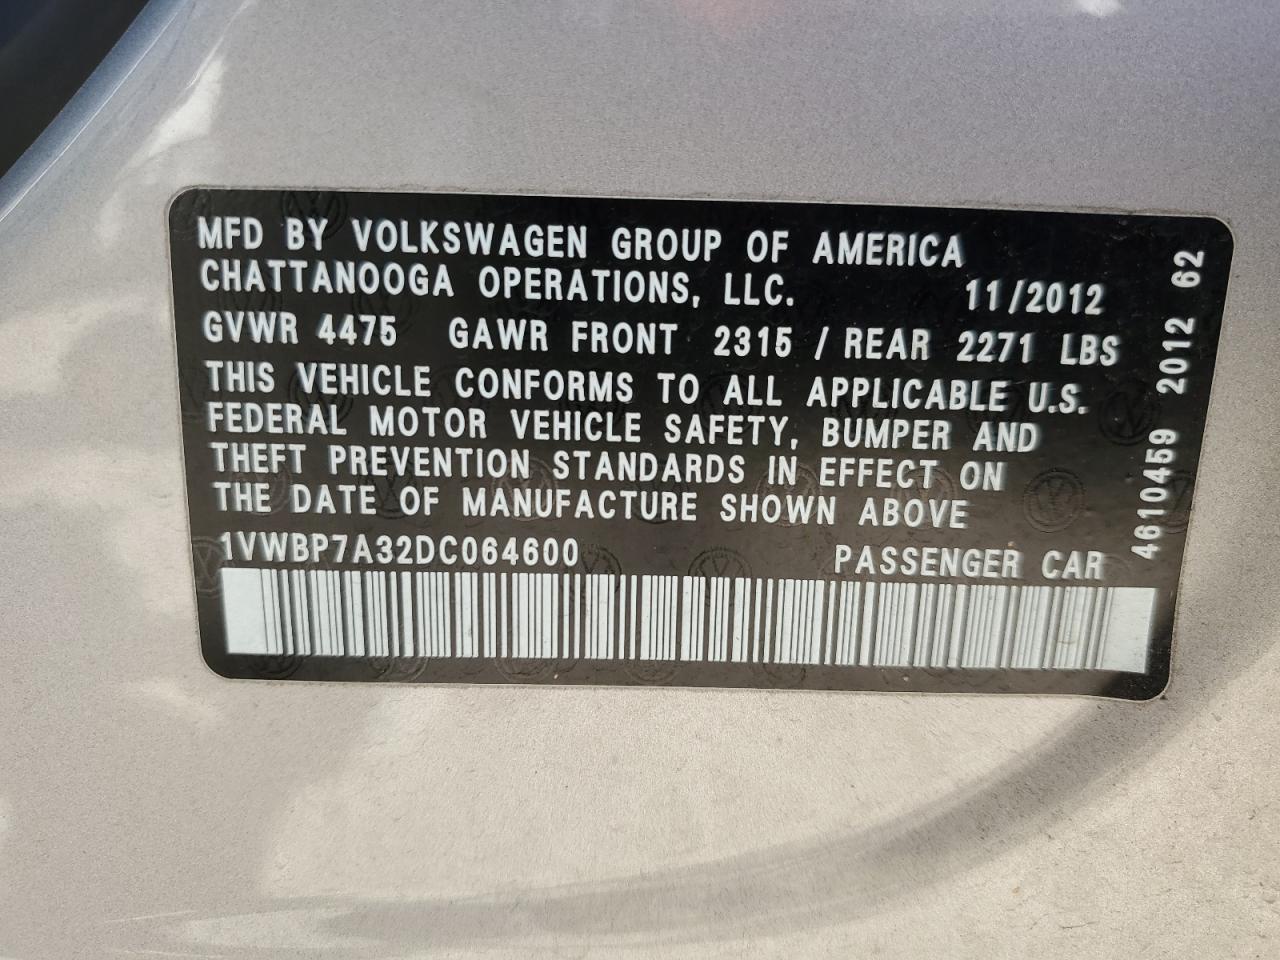 MFD BY VOLKSWAGEN GROUP OF AMERICA
CHATTANOOGA OPERATIONS, LLC. 11/2012
GVWR 4475 GAWR FRONT 2315 / REAR 2271 LBS
THIS VEHICLE CONFORMS TO ALL APPLICABLE U.S.
FEDERAL MOTOR VEHICLE SAFETY, BUMPER AND
THEFT PREVENTION STANDARDS IN EFFECT ON
THE DATE OF MANUFACTURE SHOWN ABOVE
1VWBP7A32DC064600 PASSENGER CAR
4610459 2012 62